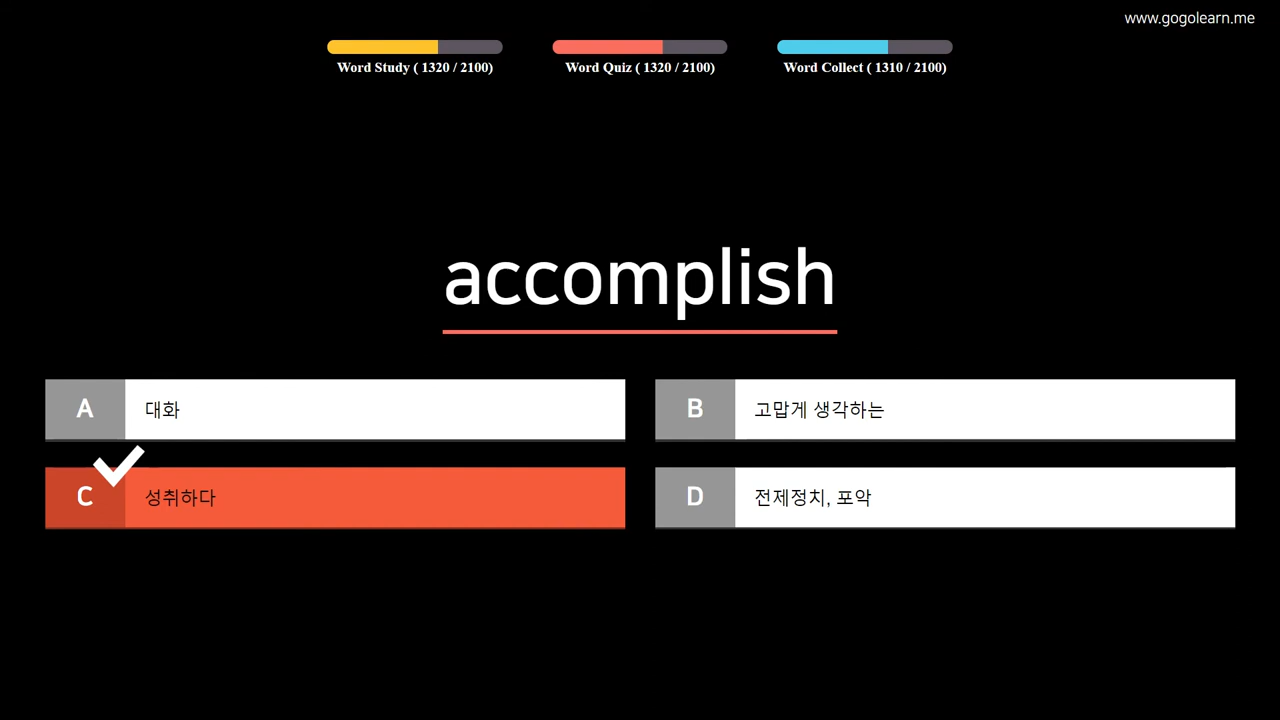 www.gogolearn.me
Word Study ( 1320 / 2100)
Word Quiz ( 1320 / 2100)
Word Collect ( 1310 / 2100)
accomplish
A 대화
B 고맙게 생각하는
C 성취하다
D 전제정치, 포악